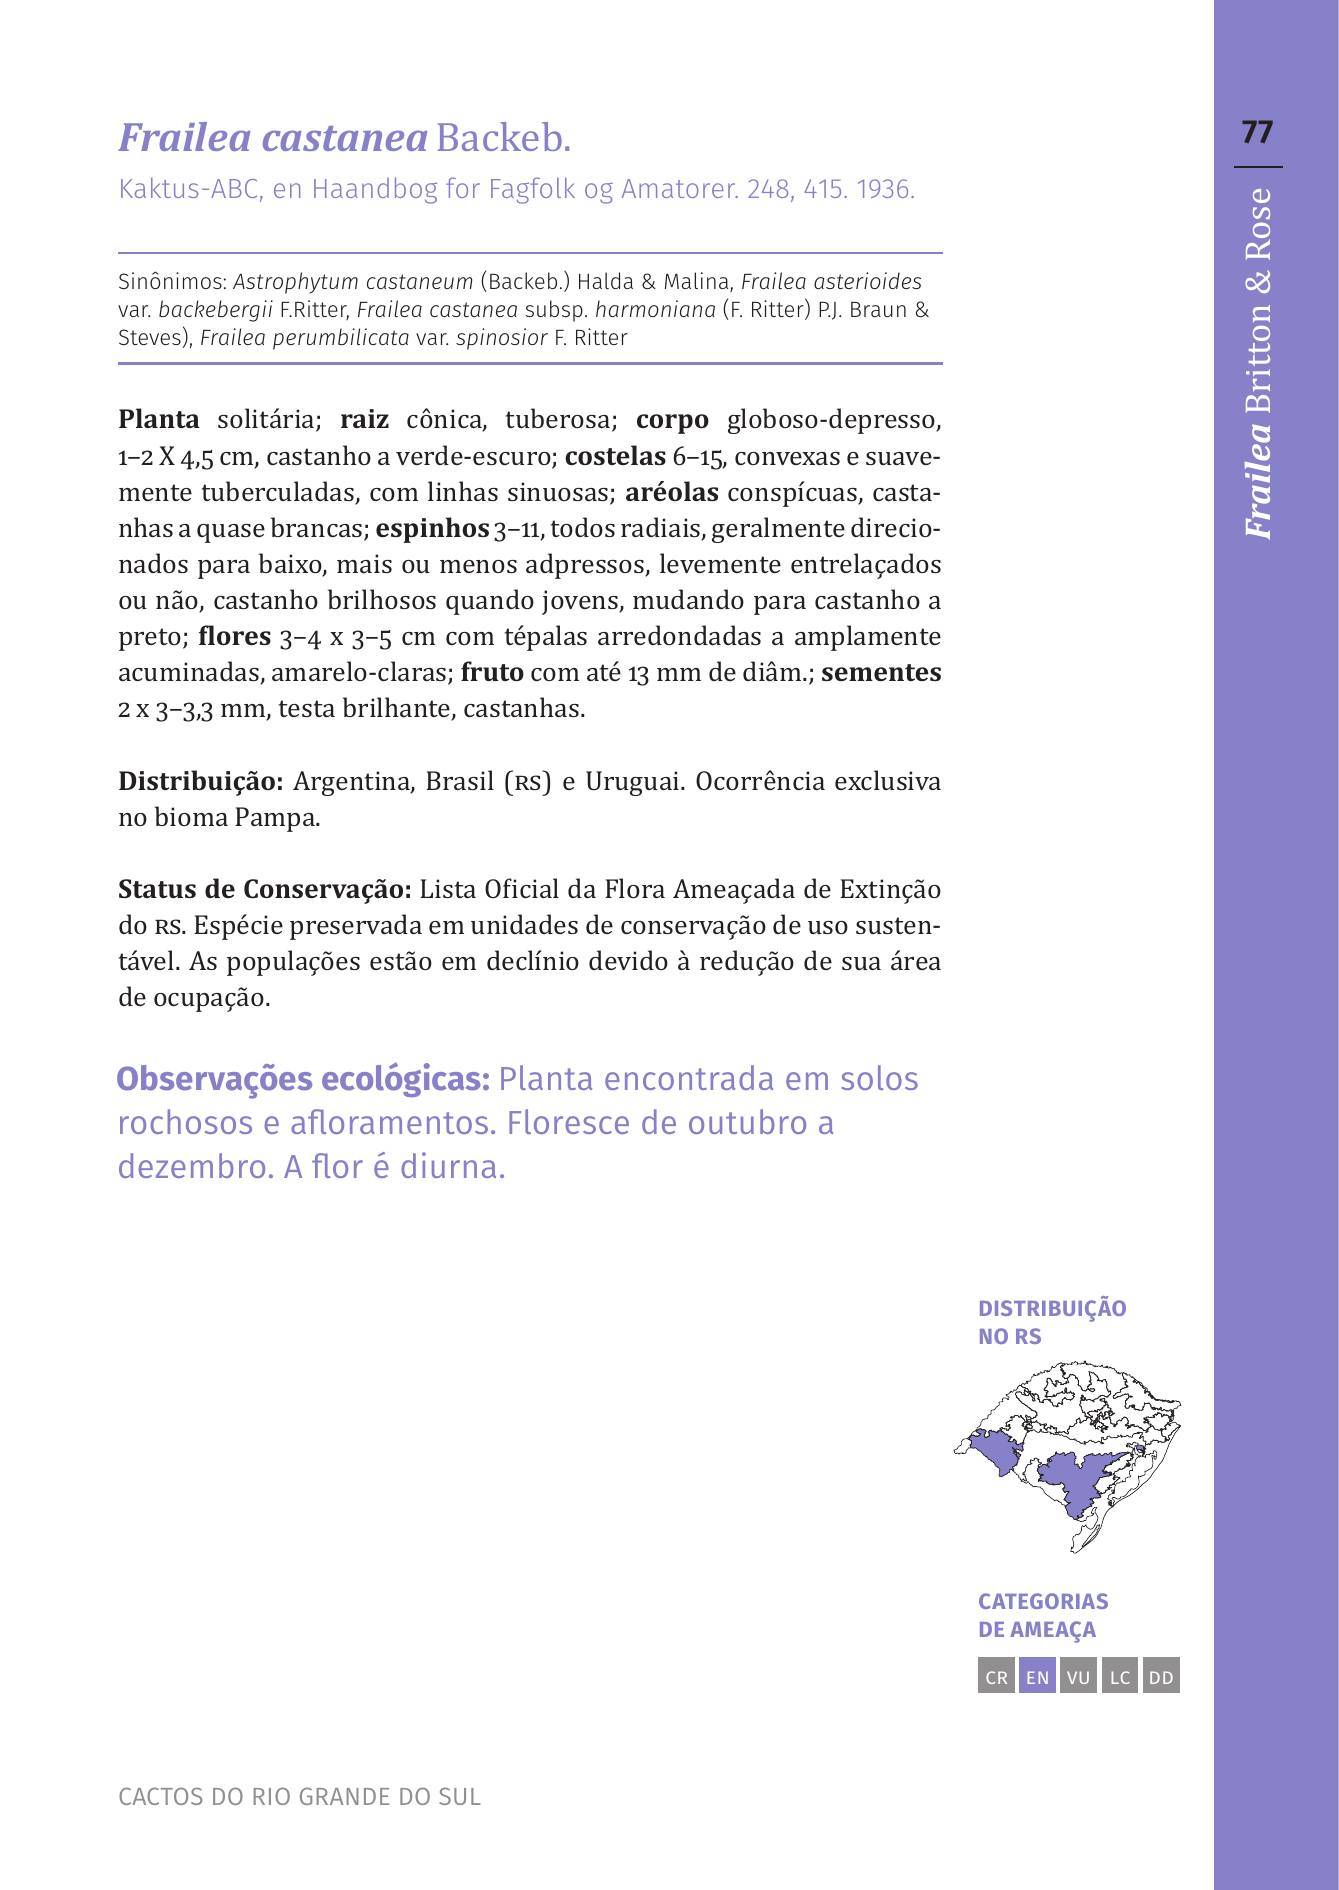 Frailea castanea Backeb.
Kaktus-ABC, en Haandbog for Fagfolk og Amatorer. 248, 415. 1936.
Sinônimos: Astrophytum castaneum (Backeb.) Halda & Malina, Frailea asterioides
var. backebergii F.Ritter, Frailea castanea subsp. harmoniana (F. Ritter) P.J. Braun &
Steves), Frailea perumbilicata var. spinosior F. Ritter
Planta solitária; raiz cônica, tuberosa; corpo globoso-depresso,
1–2 X 4,5 cm, castanho a verde-escuro; costelas 6–15, convexas e suave-
mente tuberculadas, com linhas sinuosas; aréolas conspícuas, casta-
nhas a quase brancas; espinhos 3–11, todos radiais, geralmente direcio-
nados para baixo, mais ou menos adpressos, levemente entrelaçados
ou não, castanho brilhosos quando jovens, mudando para castanho a
preto; flores 3–4 x 3–5 cm com tépalas arredondadas a amplamente
acuminadas, amarelo-claras; fruto com até 13 mm de diâm.; sementes
2 x 3–3,3 mm, testa brilhante, castanhas.
Distribuição: Argentina, Brasil (RS) e Uruguai. Ocorrência exclusiva
no bioma Pampa.
Status de Conservação: Lista Oficial da Flora Ameaçada de Extinção
do RS. Espécie preservada em unidades de conservação de uso susten-
tável. As populações estão em declínio devido à redução de sua área
de ocupação.
Observações ecológicas: Planta encontrada em solos
rochosos e afloramentos. Floresce de outubro a
dezembro. A flor é diurna.
DISTRIBUIÇÃO
NO RS
CATEGORIAS
DE AMEAÇA
CR EN VU LC DD
CACTOS DO RIO GRANDE DO SUL
77
Frailea Britton & Rose